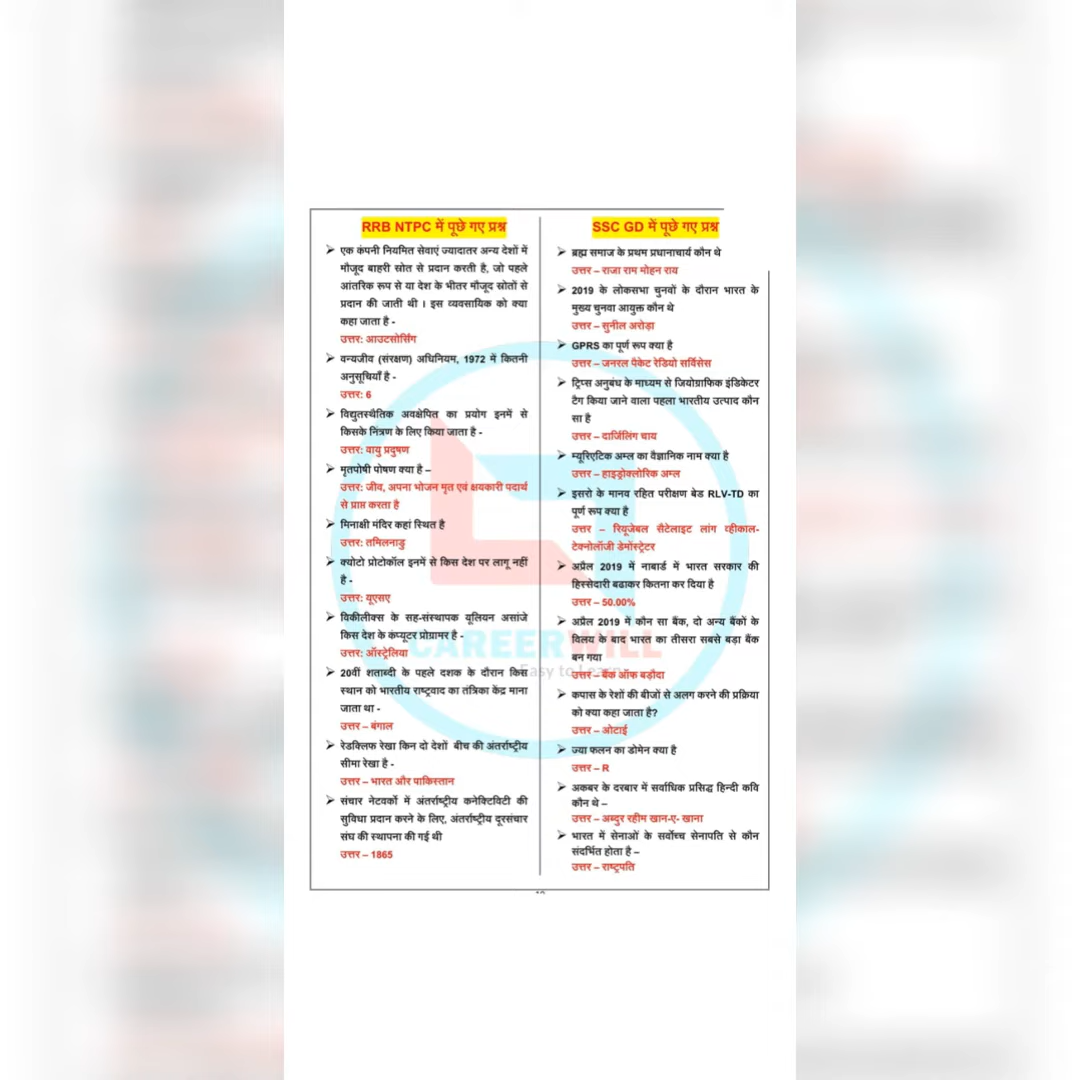 RRB NTPC में पूछे गए प्रश्न
➢ एक कंपनी नियमित सेवाएं ज्यादातर अन्य देशों में
मौजूद बाहरी स्रोत से प्रदान करती है, जो पहले
आंतरिक रूप से या देश के भीतर मौजूद स्रोतों से
प्रदान की जाती थी। इस व्यवसायिक को क्या
कहा जाता है -
उत्तर: आउटसोर्सिंग
➢ वन्यजीव (संरक्षण) अधिनियम, 1972 में कितनी
अनुसूचियाँ है -
उत्तर: 6
➢ विद्युतस्थैतिक अवक्षेपित का प्रयोग इनमें से
किसके निंत्रण के लिए किया जाता है -
उत्तर: वायु प्रदुषण
➢ मृतपोषी पोषण क्या है –
उत्तर: जीव, अपना भोजन मृत एवं क्षयकारी पदार्थ
से प्राप्त करता है
➢ मिनाक्षी मंदिर कहां स्थित है
उत्तर: तमिलनाडु
➢ क्योटो प्रोटोकॉल इनमें से किस देश पर लागू नहीं
है -
उत्तर: यूएसए
➢ विकीलीक्स के सह-संस्थापक यूलियन असांजे
किस देश के कंप्यूटर प्रोग्रामर है -
उत्तर: ऑस्ट्रेलिया
➢ 20वीं शताब्दी के पहले दशक के दौरान किस
स्थान को भारतीय राष्ट्रवाद का तंत्रिका केंद्र माना
जाता था -
उत्तर – बंगाल
➢ रेडक्लिफ रेखा किन दो देशों बीच की अंतर्राष्ट्रीय
सीमा रेखा है -
उत्तर – भारत और पाकिस्तान
➢ संचार नेटवर्को में अंतर्राष्ट्रीय कनेक्टिविटी की
सुविधा प्रदान करने के लिए, अंतर्राष्ट्रीय दूरसंचार
संघ की स्थापना की गई थी
उत्तर – 1865
SSC GD में पूछे गए प्रश्न
➢ ब्रह्म समाज के प्रथम प्रधानाचार्य कौन थे
उत्तर – राजा राम मोहन राय
➢ 2019 के लोकसभा चुनवों के दौरान भारत के
मुख्य चुनवा आयुक्त कौन थे
उत्तर – सुनील अरोड़ा
➢ GPRS का पूर्ण रूप क्या है
उत्तर – जनरल पैकेट रेडियो सर्विसेस
➢ ट्रिप्स अनुबंध के माध्यम से जियोग्राफिक इंडिकेटर
टैग किया जाने वाला पहला भारतीय उत्पाद कौन
सा है
उत्तर – दार्जिलिंग चाय
➢ म्यूरिएटिक अम्ल का वैज्ञानिक नाम क्या है
उत्तर – हाइड्रोक्लोरिक अम्ल
➢ इसरो के मानव रहित परीक्षण बेड RLV-TD का
पूर्ण रूप क्या है
उत्तर – रियूजेबल सैटेलाइट लांग व्हीकाल-
टेक्नोलॉजी डेमोंस्ट्रेटर
➢ अप्रैल 2019 में नाबार्ड में भारत सरकार की
हिस्सेदारी बढाकर कितना कर दिया है
उत्तर – 50.00%
➢ अप्रैल 2019 में कौन सा बैंक, दो अन्य बैंकों के
विलय के बाद भारत का तीसरा सबसे बड़ा बैंक
बन गया
उत्तर – बैंक ऑफ बड़ौदा
➢ कपास के रेशों की बीजों से अलग करने की प्रक्रिया
को क्या कहा जाता है?
उत्तर – ओटाई
➢ ज्या फलन का डोमेन क्या है
उत्तर – R
➢ अकबर के दरबार में सर्वाधिक प्रसिद्ध हिन्दी कवि
कौन थे –
उत्तर – अब्दुर रहीम खान-ए- खाना
➢ भारत में सेनाओं के सर्वोच्च सेनापति से कौन
संदर्भित होता है –
उत्तर – राष्ट्रपति
CAREERWILL
Easy to Learn